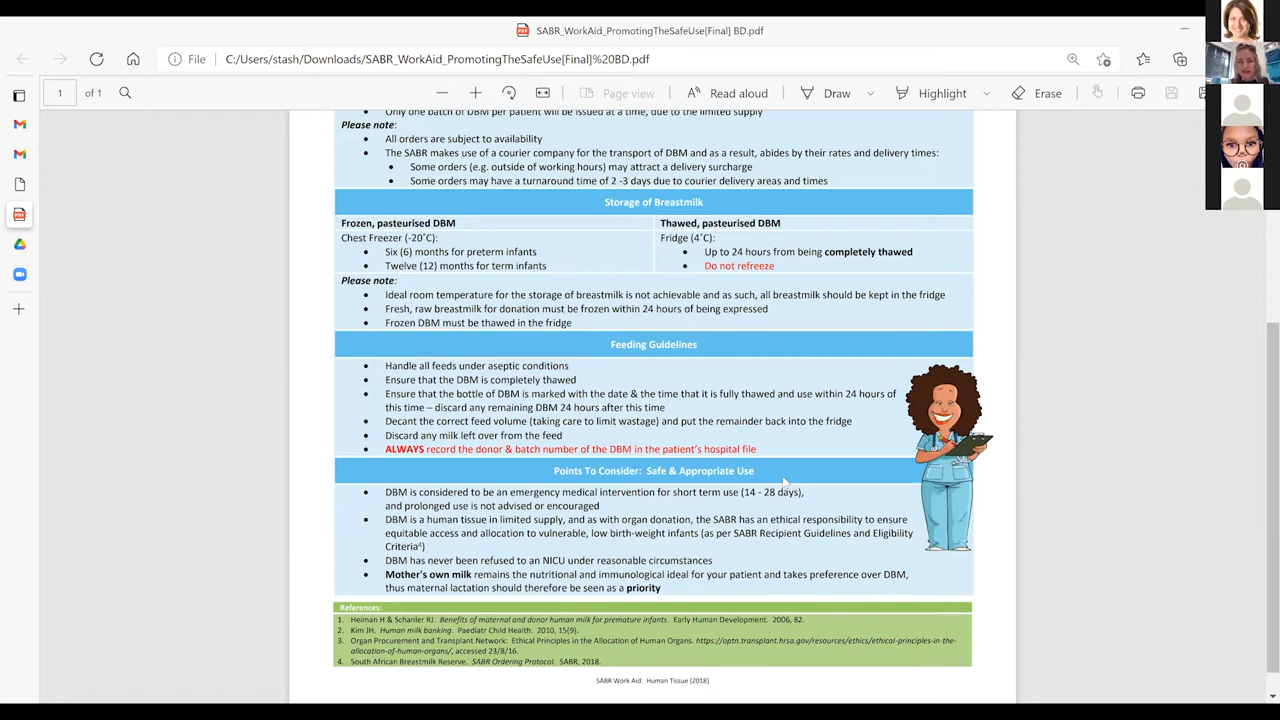 SABR_WorkAid_PromotingTheSafeUse[Final] BD.pdf
File
C:/Users/stash/Downloads/SABR_WorkAid_PromotingTheSafeUse[Final]%20BD.pdf
1 of 1
Page view
Read aloud
Draw
Highlight
Erase
Only one batch of DBM per patient will be issued at a time, due to the limited supply
Please note:
All orders are subject to availability
The SABR makes use of a courier company for the transport of DBM and as a result, abides by their rates and delivery times:
Some orders (e.g. outside of working hours) may attract a delivery surcharge
Some orders may have a turnaround time of 2 -3 days due to courier delivery areas and times
Storage of Breastmilk
Frozen, pasteurised DBM
Chest Freezer (-20˚C):
Six (6) months for preterm infants
Twelve (12) months for term infants
Thawed, pasteurised DBM
Fridge (4˚C):
Up to 24 hours from being completely thawed
Do not refreeze
Please note:
Ideal room temperature for the storage of breastmilk is not achievable and as such, all breastmilk should be kept in the fridge
Fresh, raw breastmilk for donation must be frozen within 24 hours of being expressed
Frozen DBM must be thawed in the fridge
Feeding Guidelines
Handle all feeds under aseptic conditions
Ensure that the DBM is completely thawed
Ensure that the bottle of DBM is marked with the date & the time that it is fully thawed and use within 24 hours of
this time – discard any remaining DBM 24 hours after this time
Decant the correct feed volume (taking care to limit wastage) and put the remainder back into the fridge
Discard any milk left over from the feed
ALWAYS record the donor & batch number of the DBM in the patient's hospital file
Points To Consider: Safe & Appropriate Use
DBM is considered to be an emergency medical intervention for short term use (14 - 28 days),
and prolonged use is not advised or encouraged
DBM is a human tissue in limited supply, and as with organ donation, the SABR has an ethical responsibility to ensure
equitable access and allocation to vulnerable, low birth-weight infants (as per SABR Recipient Guidelines and Eligibility
Criteria⁴)
DBM has never been refused to an NICU under reasonable circumstances
Mother's own milk remains the nutritional and immunological ideal for your patient and takes preference over DBM,
thus maternal lactation should therefore be seen as a priority
References:
1. Heiman H & Schanler RJ. Benefits of maternal and donor human milk for premature infants. Early Human Development. 2006, 82.
2. Kim JH. Human milk banking. Paediatr Child Health. 2010, 15(9).
3. Organ Procurement and Transplant Network: Ethical Principles in the Allocation of Human Organs. https://optn.transplant.hrsa.gov/resources/ethics/ethical-principles-in-the-
allocation-of-human-organs/, accessed 23/8/16.
4. South African Breastmilk Reserve. SABR Ordering Protocol. SABR, 2018.
SABR Work Aid: Human Tissue (2018)